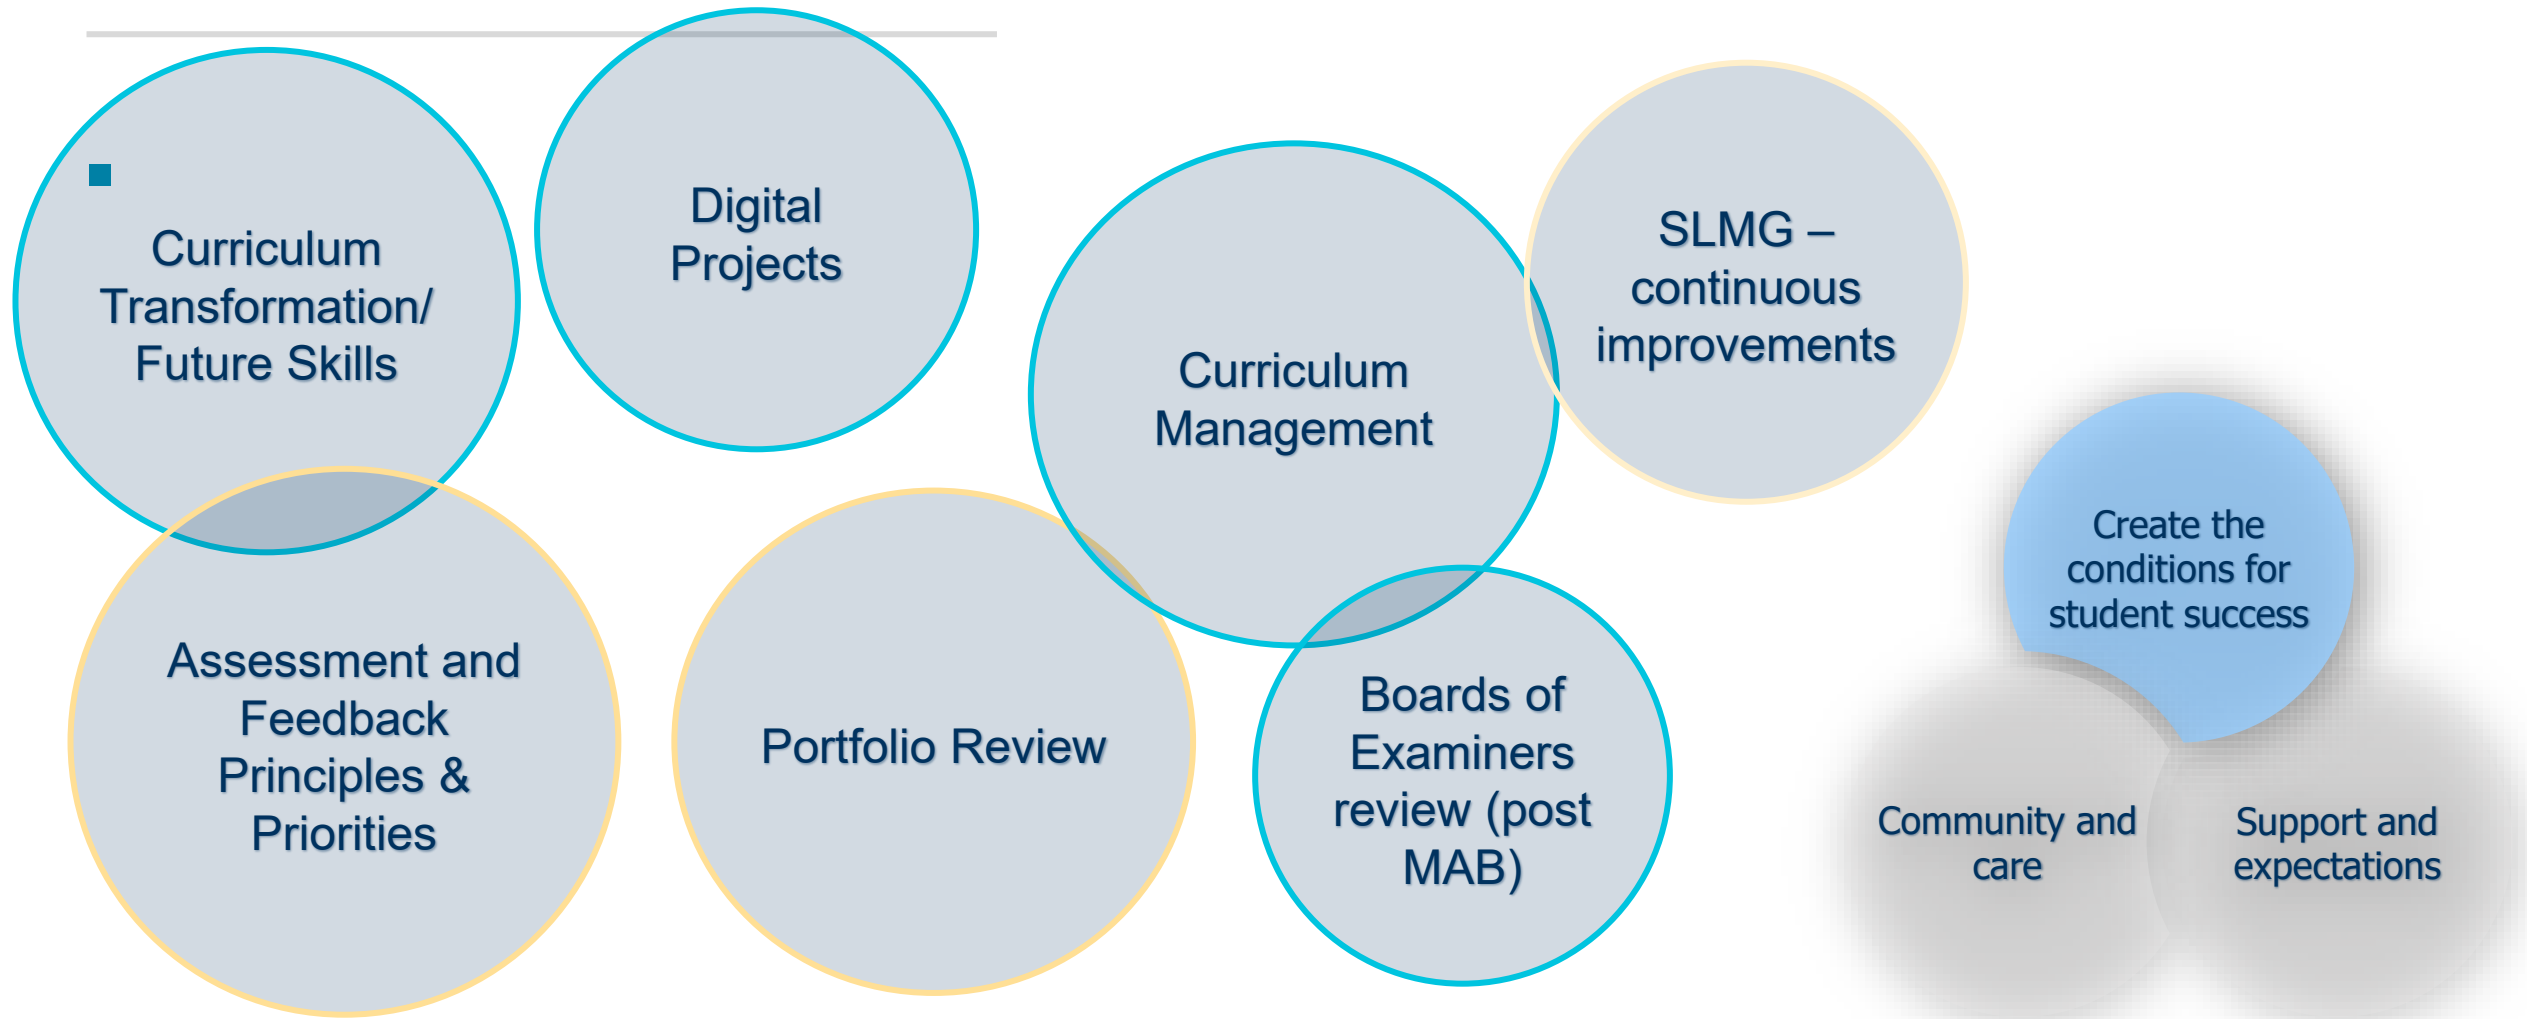 Curriculum
Transformation/
Future Skills
Digital
Projects
Curriculum
Management
SLMG –
continuous
improvements
Assessment and
Feedback
Principles &
Priorities
Portfolio Review
Boards of
Examiners
review (post
MAB)
Create the
conditions for
student success
Community and
care
Support and
expectations